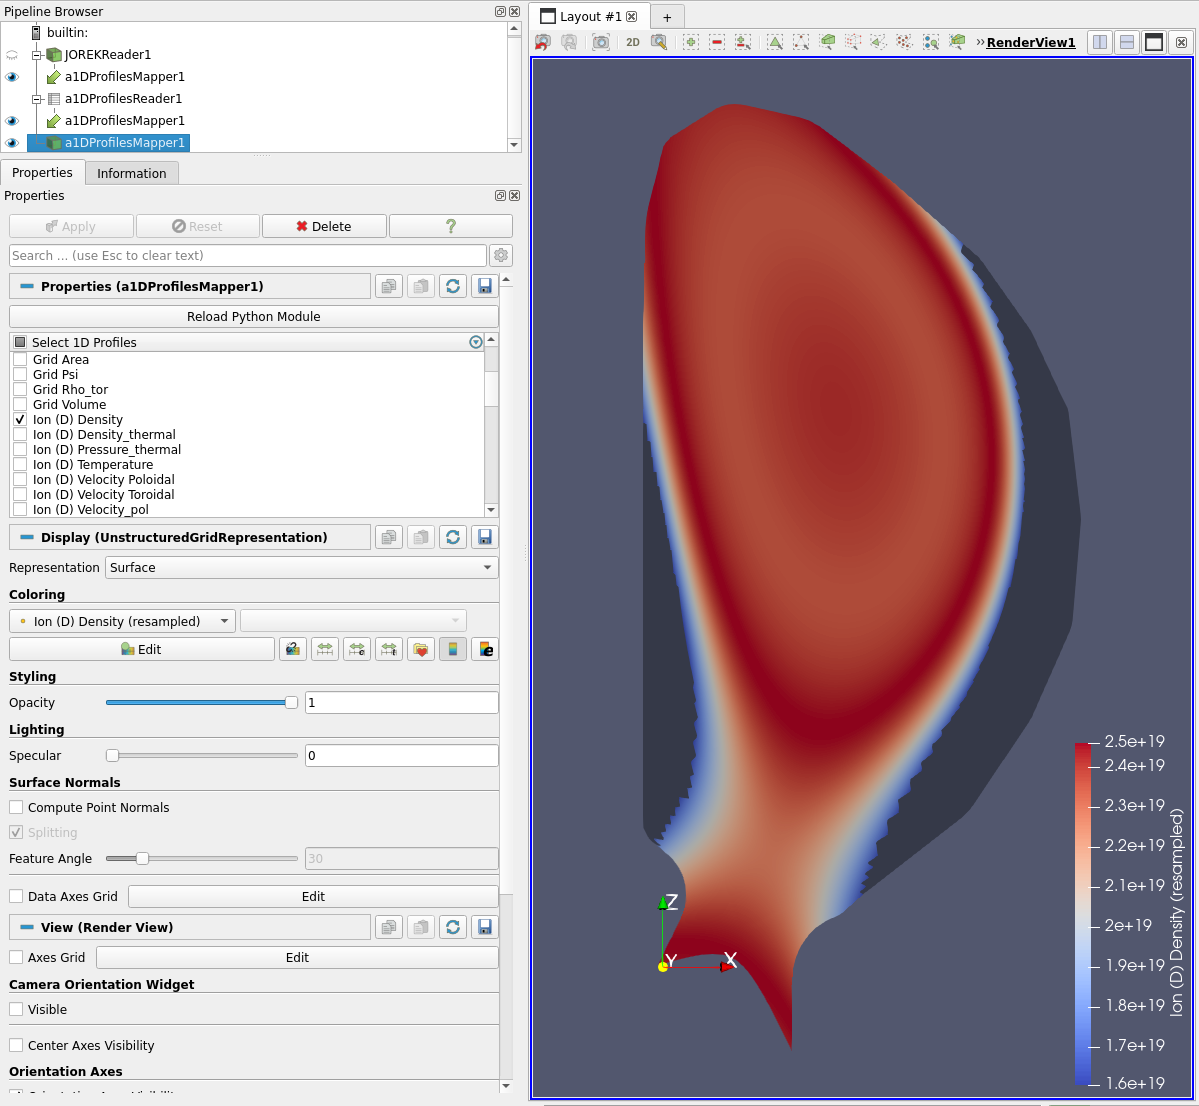 Pipeline Browser
builtin:
JOREKReader1
a1DProfilesMapper1
a1DProfilesReader1
a1DProfilesMapper1
a1DProfilesMapper1
Properties
Information
Properties
Apply
Reset
Delete
?
Search ... (use Esc to clear text)
Properties (a1DProfilesMapper1)
Reload Python Module
Select 1D Profiles
Grid Area
Grid Psi
Grid Rho_tor
Grid Volume
Ion (D) Density
Ion (D) Density_thermal
Ion (D) Pressure_thermal
Ion (D) Temperature
Ion (D) Velocity Poloidal
Ion (D) Velocity Toroidal
Ion (D) Velocity_pol
Display (UnstructuredGridRepresentation)
Representation Surface
Coloring
Ion (D) Density (resampled)
Edit
Styling
Opacity 1
Lighting
Specular 0
Surface Normals
Compute Point Normals
Splitting
Feature Angle 30
Data Axes Grid Edit
View (Render View)
Axes Grid Edit
Camera Orientation Widget
Visible
Center Axes Visibility
Orientation Axes
Layout #1
+
2D
RenderView1
Z
Y
X
2.5e+19
2.4e+19
2.3e+19
2.2e+19
2.1e+19
2e+19
1.9e+19
1.8e+19
1.7e+19
1.6e+19
Ion (D) Density (resampled)